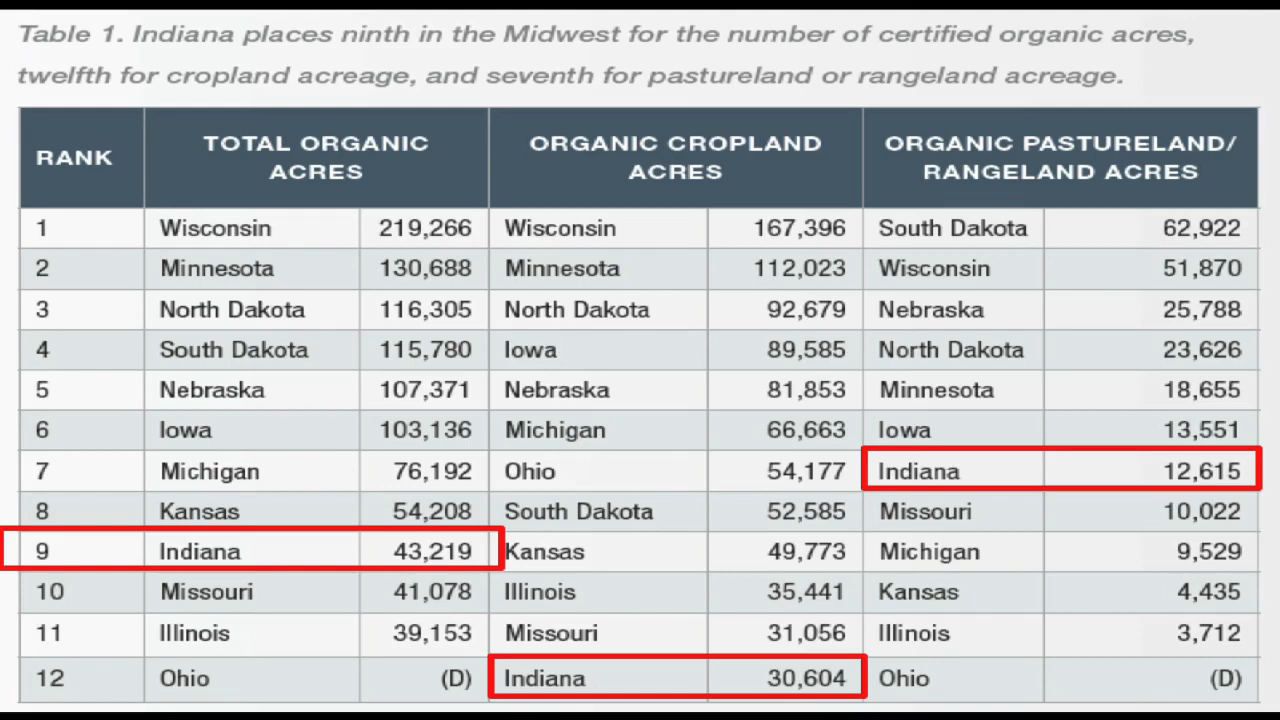 Table 1. Indiana places ninth in the Midwest for the number of certified organic acres,
twelfth for cropland acreage, and seventh for pastureland or rangeland acreage.
RANK TOTAL ORGANIC ACRES ORGANIC CROPLAND ACRES ORGANIC PASTURELAND/ RANGELAND ACRES
1 Wisconsin 219,266 Wisconsin 167,396 South Dakota 62,922
2 Minnesota 130,688 Minnesota 112,023 Wisconsin 51,870
3 North Dakota 116,305 North Dakota 92,679 Nebraska 25,788
4 South Dakota 115,780 Iowa 89,585 North Dakota 23,626
5 Nebraska 107,371 Nebraska 81,853 Minnesota 18,655
6 Iowa 103,136 Michigan 66,663 Iowa 13,551
7 Michigan 76,192 Ohio 54,177 Indiana 12,615
8 Kansas 54,208 South Dakota 52,585 Missouri 10,022
9 Indiana 43,219 Kansas 49,773 Michigan 9,529
10 Missouri 41,078 Illinois 35,441 Kansas 4,435
11 Illinois 39,153 Missouri 31,056 Illinois 3,712
12 Ohio (D) Indiana 30,604 Ohio (D)